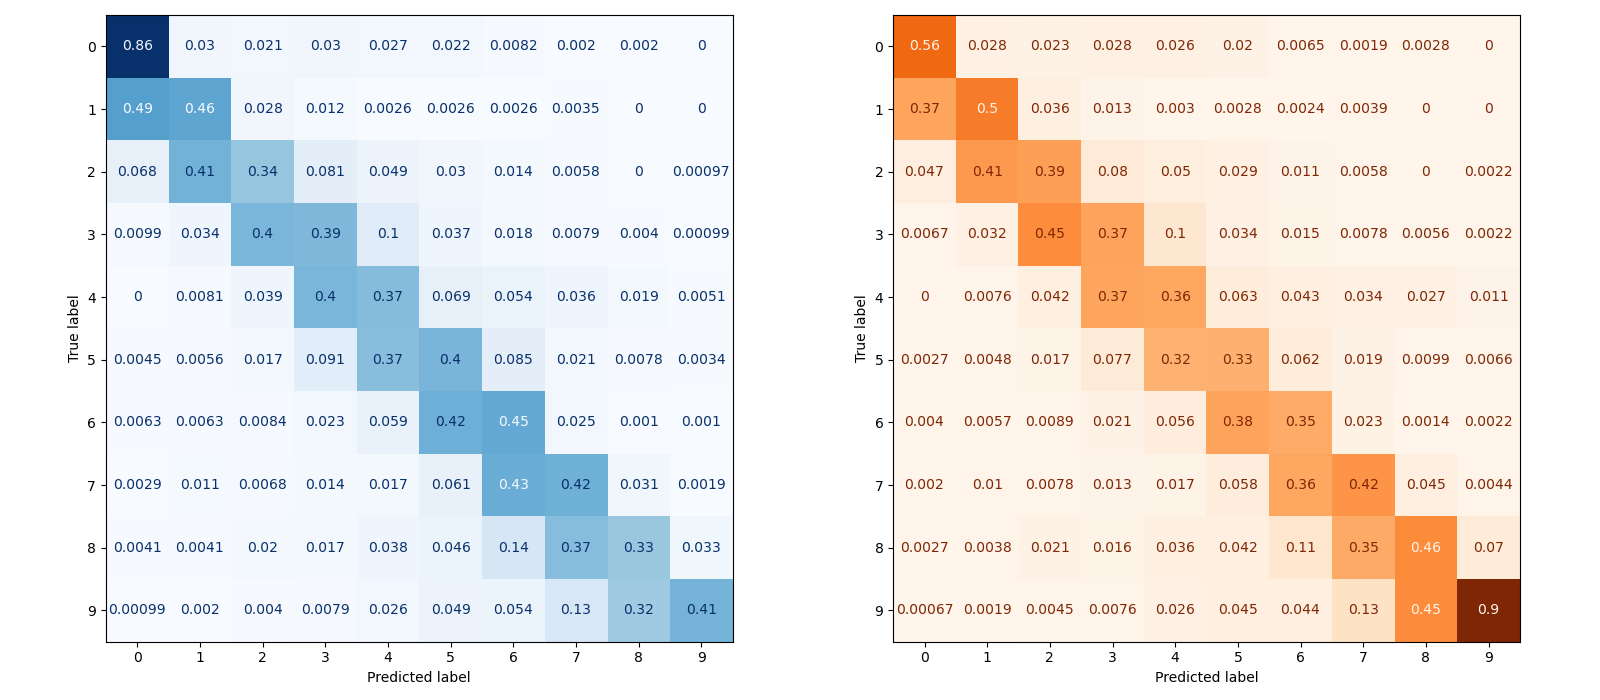 0 0.86 0.03 0.021 0.03 0.027 0.022 0.0082 0.002 0.002 0
1 0.49 0.46 0.028 0.012 0.0026 0.0026 0.0026 0.0035 0 0
2 0.068 0.41 0.34 0.081 0.049 0.03 0.014 0.0058 0 0.00097
3 0.0099 0.034 0.4 0.39 0.1 0.037 0.018 0.0079 0.004 0.00099
4 0 0.0081 0.039 0.4 0.37 0.069 0.054 0.036 0.019 0.0051
5 0.0045 0.0056 0.017 0.091 0.37 0.4 0.085 0.021 0.0078 0.0034
6 0.0063 0.0063 0.0084 0.023 0.059 0.42 0.45 0.025 0.001 0.001
7 0.0029 0.011 0.0068 0.014 0.017 0.061 0.43 0.42 0.031 0.0019
8 0.0041 0.0041 0.02 0.017 0.038 0.046 0.14 0.37 0.33 0.033
9 0.00099 0.002 0.004 0.0079 0.026 0.049 0.054 0.13 0.32 0.41
0 1 2 3 4 5 6 7 8 9
Predicted label
True label
0 0.56 0.028 0.023 0.028 0.026 0.02 0.0065 0.0019 0.0028 0
1 0.37 0.5 0.036 0.013 0.003 0.0028 0.0024 0.0039 0 0
2 0.047 0.41 0.39 0.08 0.05 0.029 0.011 0.0058 0 0.0022
3 0.0067 0.032 0.45 0.37 0.1 0.034 0.015 0.0078 0.0056 0.0022
4 0 0.0076 0.042 0.37 0.36 0.063 0.043 0.034 0.027 0.011
5 0.0027 0.0048 0.017 0.077 0.32 0.33 0.062 0.019 0.0099 0.0066
6 0.004 0.0057 0.0089 0.021 0.056 0.38 0.35 0.023 0.0014 0.0022
7 0.002 0.01 0.0078 0.013 0.017 0.058 0.36 0.42 0.045 0.0044
8 0.0027 0.0038 0.021 0.016 0.036 0.042 0.11 0.35 0.46 0.07
9 0.00067 0.0019 0.0045 0.0076 0.026 0.045 0.044 0.13 0.45 0.9
0 1 2 3 4 5 6 7 8 9
Predicted label
True label